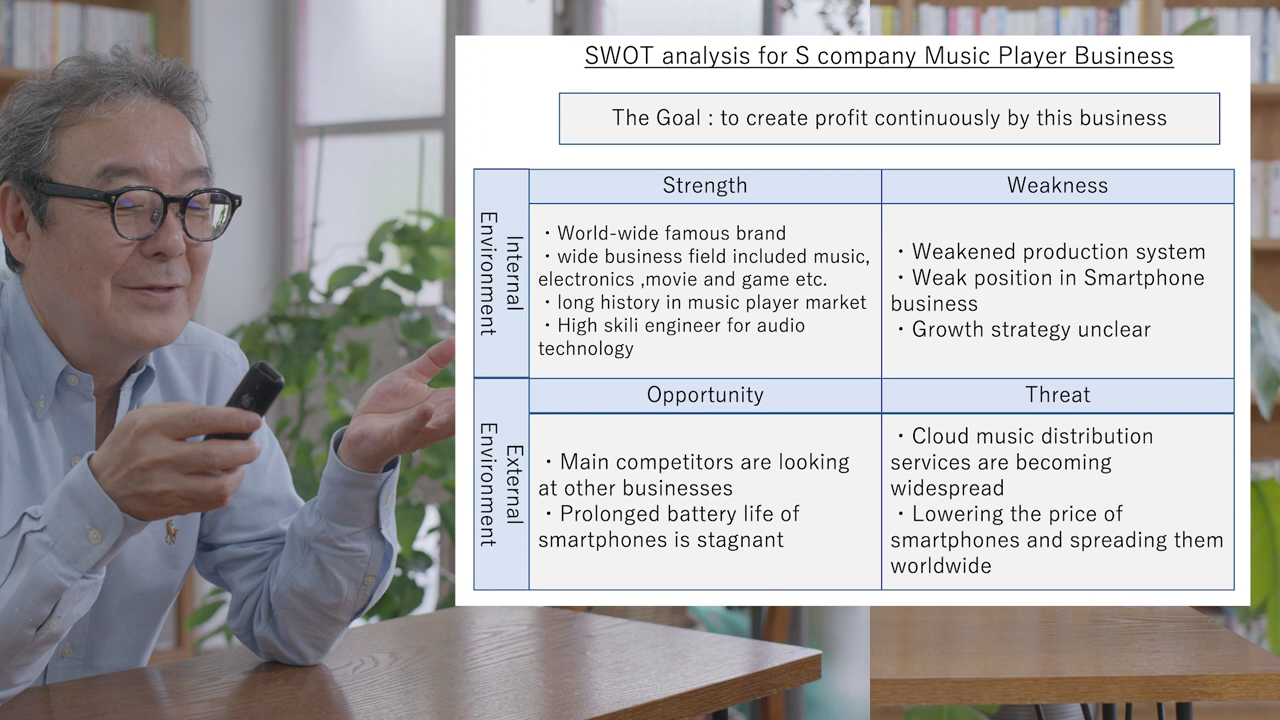 SWOT analysis for S company Music Player Business
The Goal : to create profit continuously by this business
Internal
Environment
Strength
・World-wide famous brand
・wide business field included music,
electronics ,movie and game etc.
・long history in music player market
・High skili engineer for audio
technology
Weakness
・Weakened production system
・Weak position in Smartphone
business
・Growth strategy unclear
External
Environment
Opportunity
・Main competitors are looking
at other businesses
・Prolonged battery life of
smartphones is stagnant
Threat
・Cloud music distribution
services are becoming
widespread
・Lowering the price of
smartphones and spreading them
worldwide